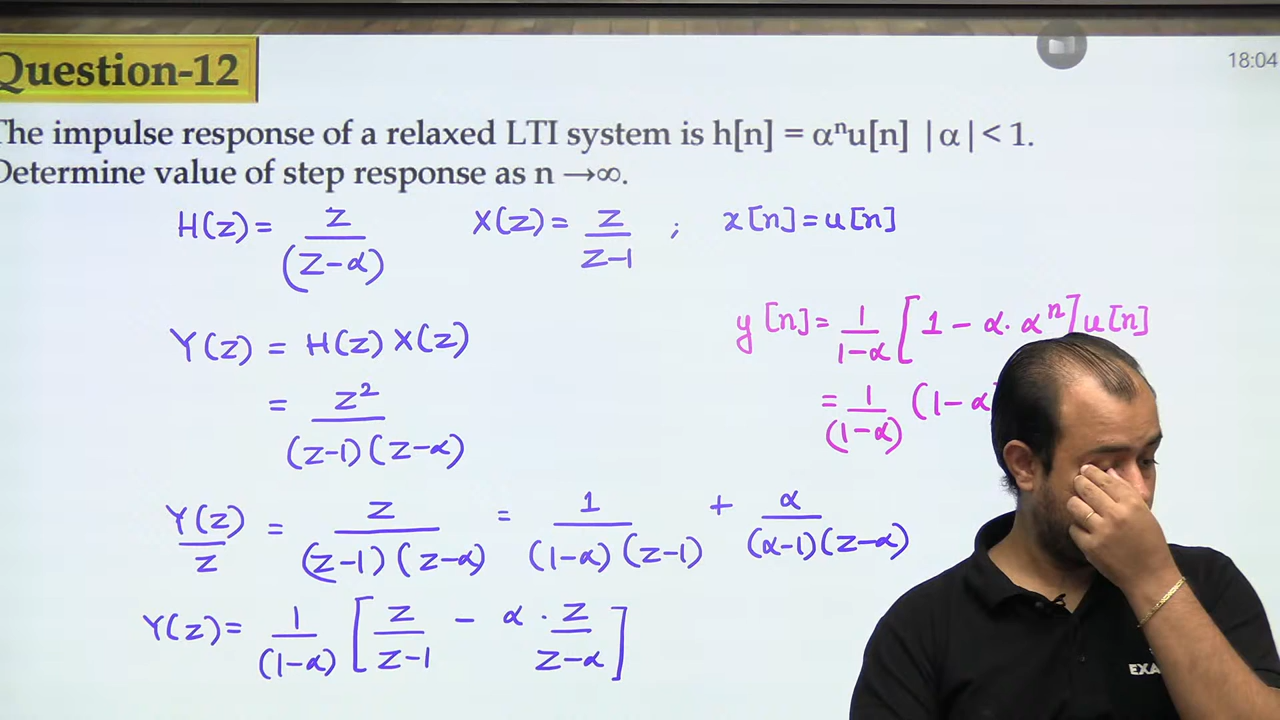 Question-12
18:04
The impulse response of a relaxed LTI system is h[n] = αⁿu[n] |α| < 1.
Determine value of step response as n →∞.
H(z) = z/(z-α) X(z) = z/(z-1) ; x[n] = u[n]
Y(z) = H(z) X(z)
= z²/((z-1)(z-α))
Y(z)/z = z/((z-1)(z-α)) = 1/((1-α)(z-1)) + α/((α-1)(z-α))
Y(z) = 1/(1-α) [z/(z-1) - α · z/(z-α)]
y[n] = 1/(1-α) [1 - α · αⁿ] u[n]
= 1/(1-α) (1-α
EXA